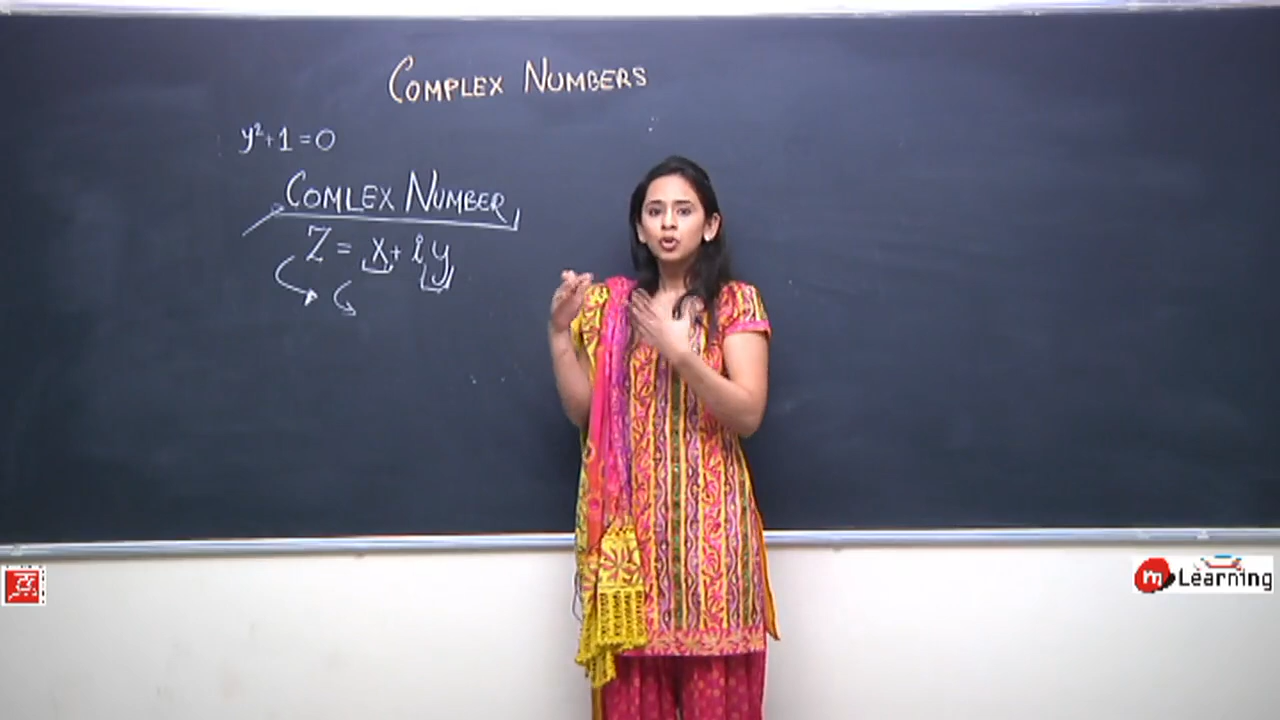 COMPLEX NUMBERS
y²+1=0
COMLEX NUMBER
Z = x + iy
m Learning